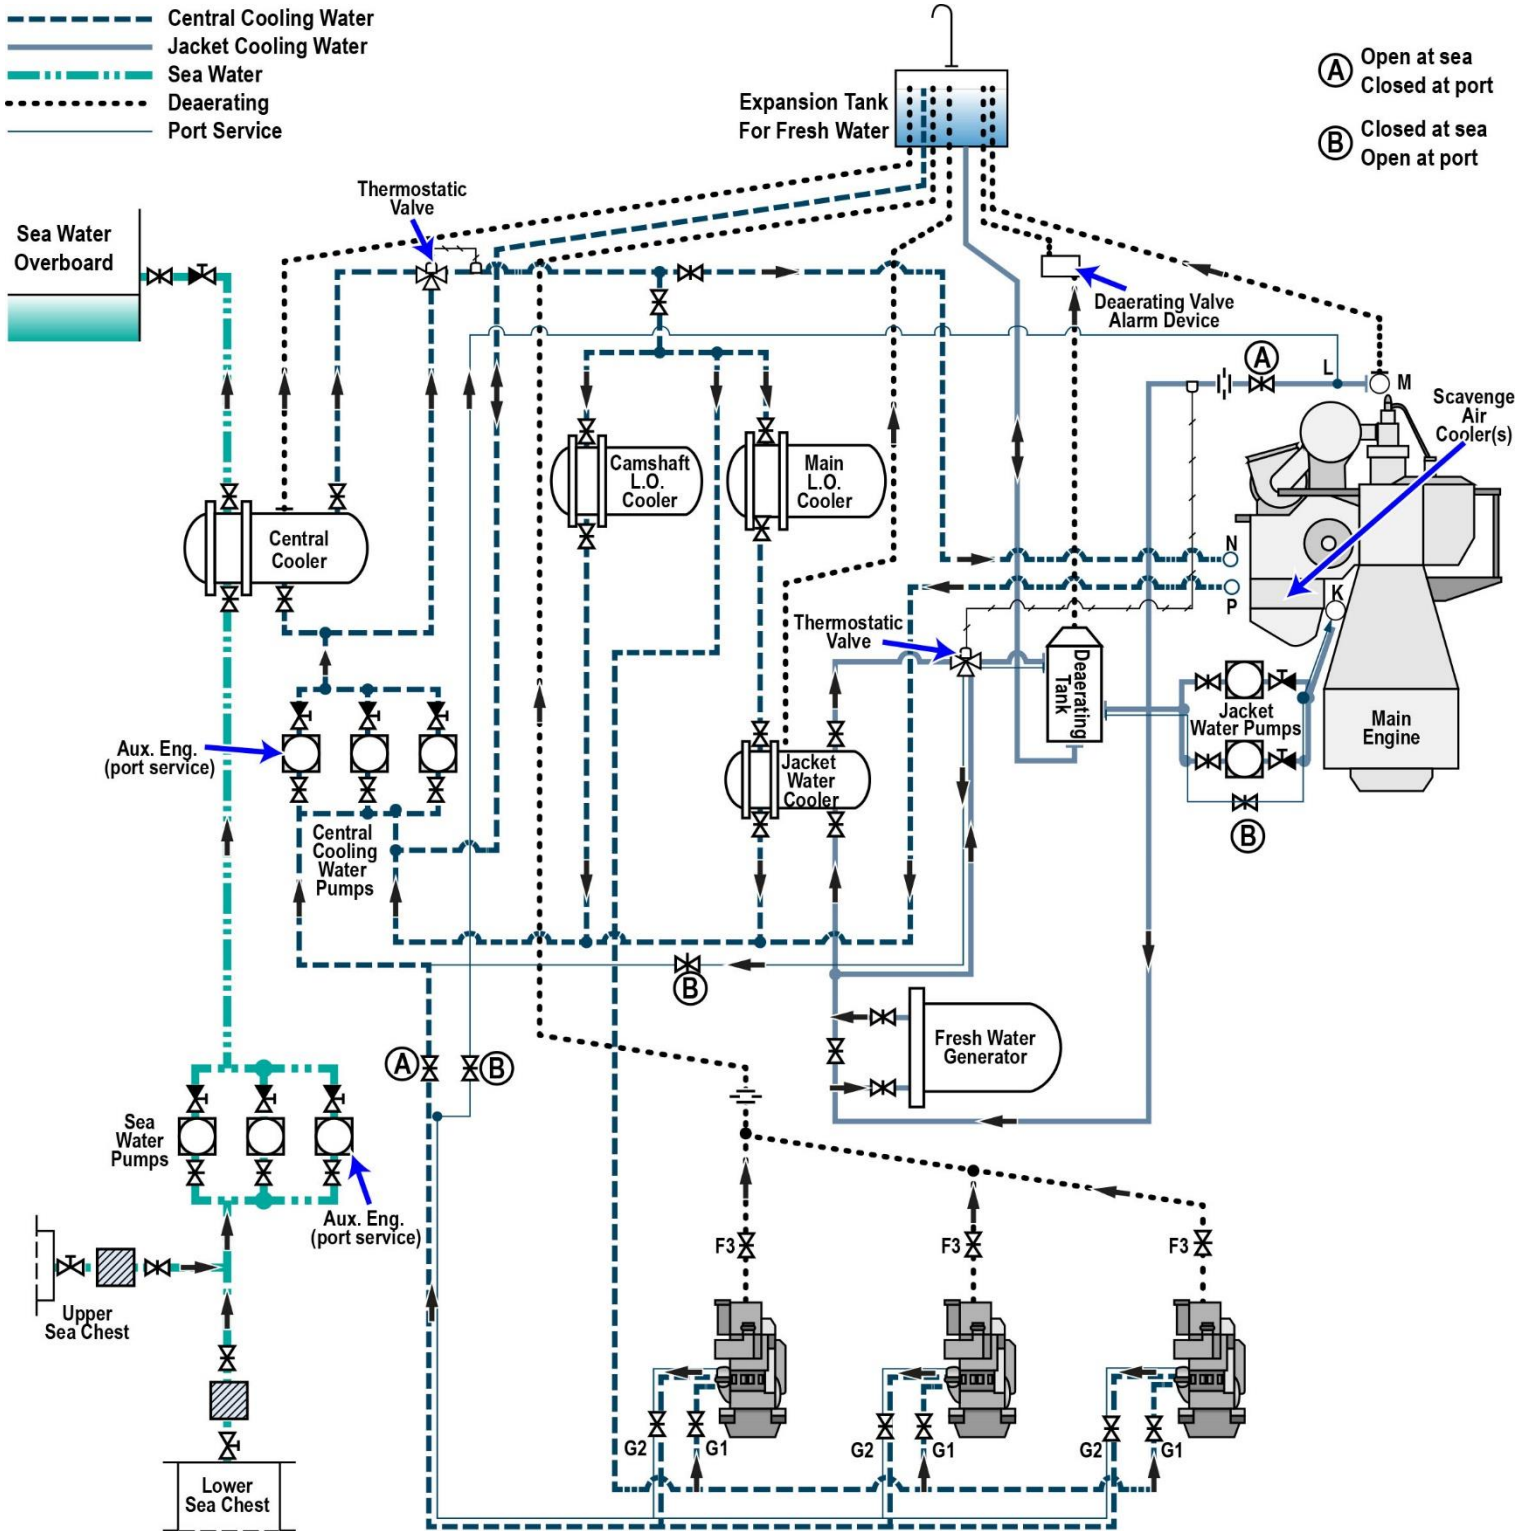 Central Cooling Water
Jacket Cooling Water
Sea Water
Deaerating
Port Service
Expansion Tank
For Fresh Water
A
Open at sea
Closed at port
B
Closed at sea
Open at port
Thermostatic
Valve
Sea Water
Overboard
Deaerating Valve
Alarm Device
A
L
M
Scavenge
Air
Cooler(s)
Camshaft
L.O.
Cooler
Main
L.O.
Cooler
Central
Cooler
N
P
K
Thermostatic
Valve
Deaerating
Tank
Jacket
Water Pumps
Main
Engine
Aux. Eng.
(port service)
Jacket
Water
Cooler
B
Central
Cooling
Water
Pumps
B
Fresh Water
Generator
A
B
Sea
Water
Pumps
Aux. Eng.
(port service)
F3
F3
F3
Upper
Sea Chest
G2
G1
G2
G1
G2
G1
Lower
Sea Chest